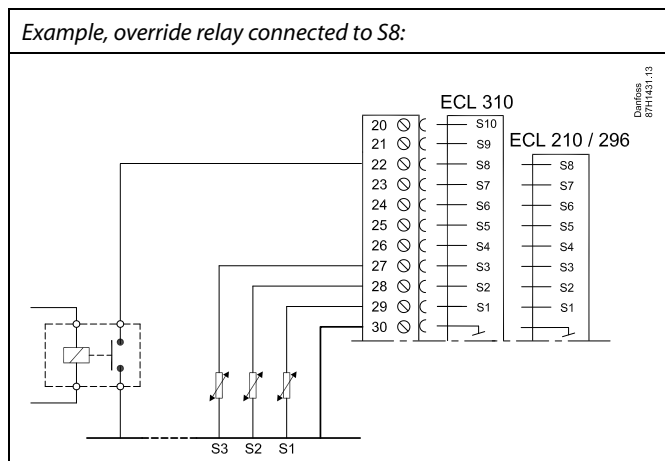 Example, override relay connected to S8:
Danfoss
87H1431.13
ECL 310
ECL 210 / 296
20 S10
21 S9
22 S8 S8
23 S7 S7
24 S6 S6
25 S5 S5
26 S4 S4
27 S3 S3
28 S2 S2
29 S1 S1
30
S3 S2 S1